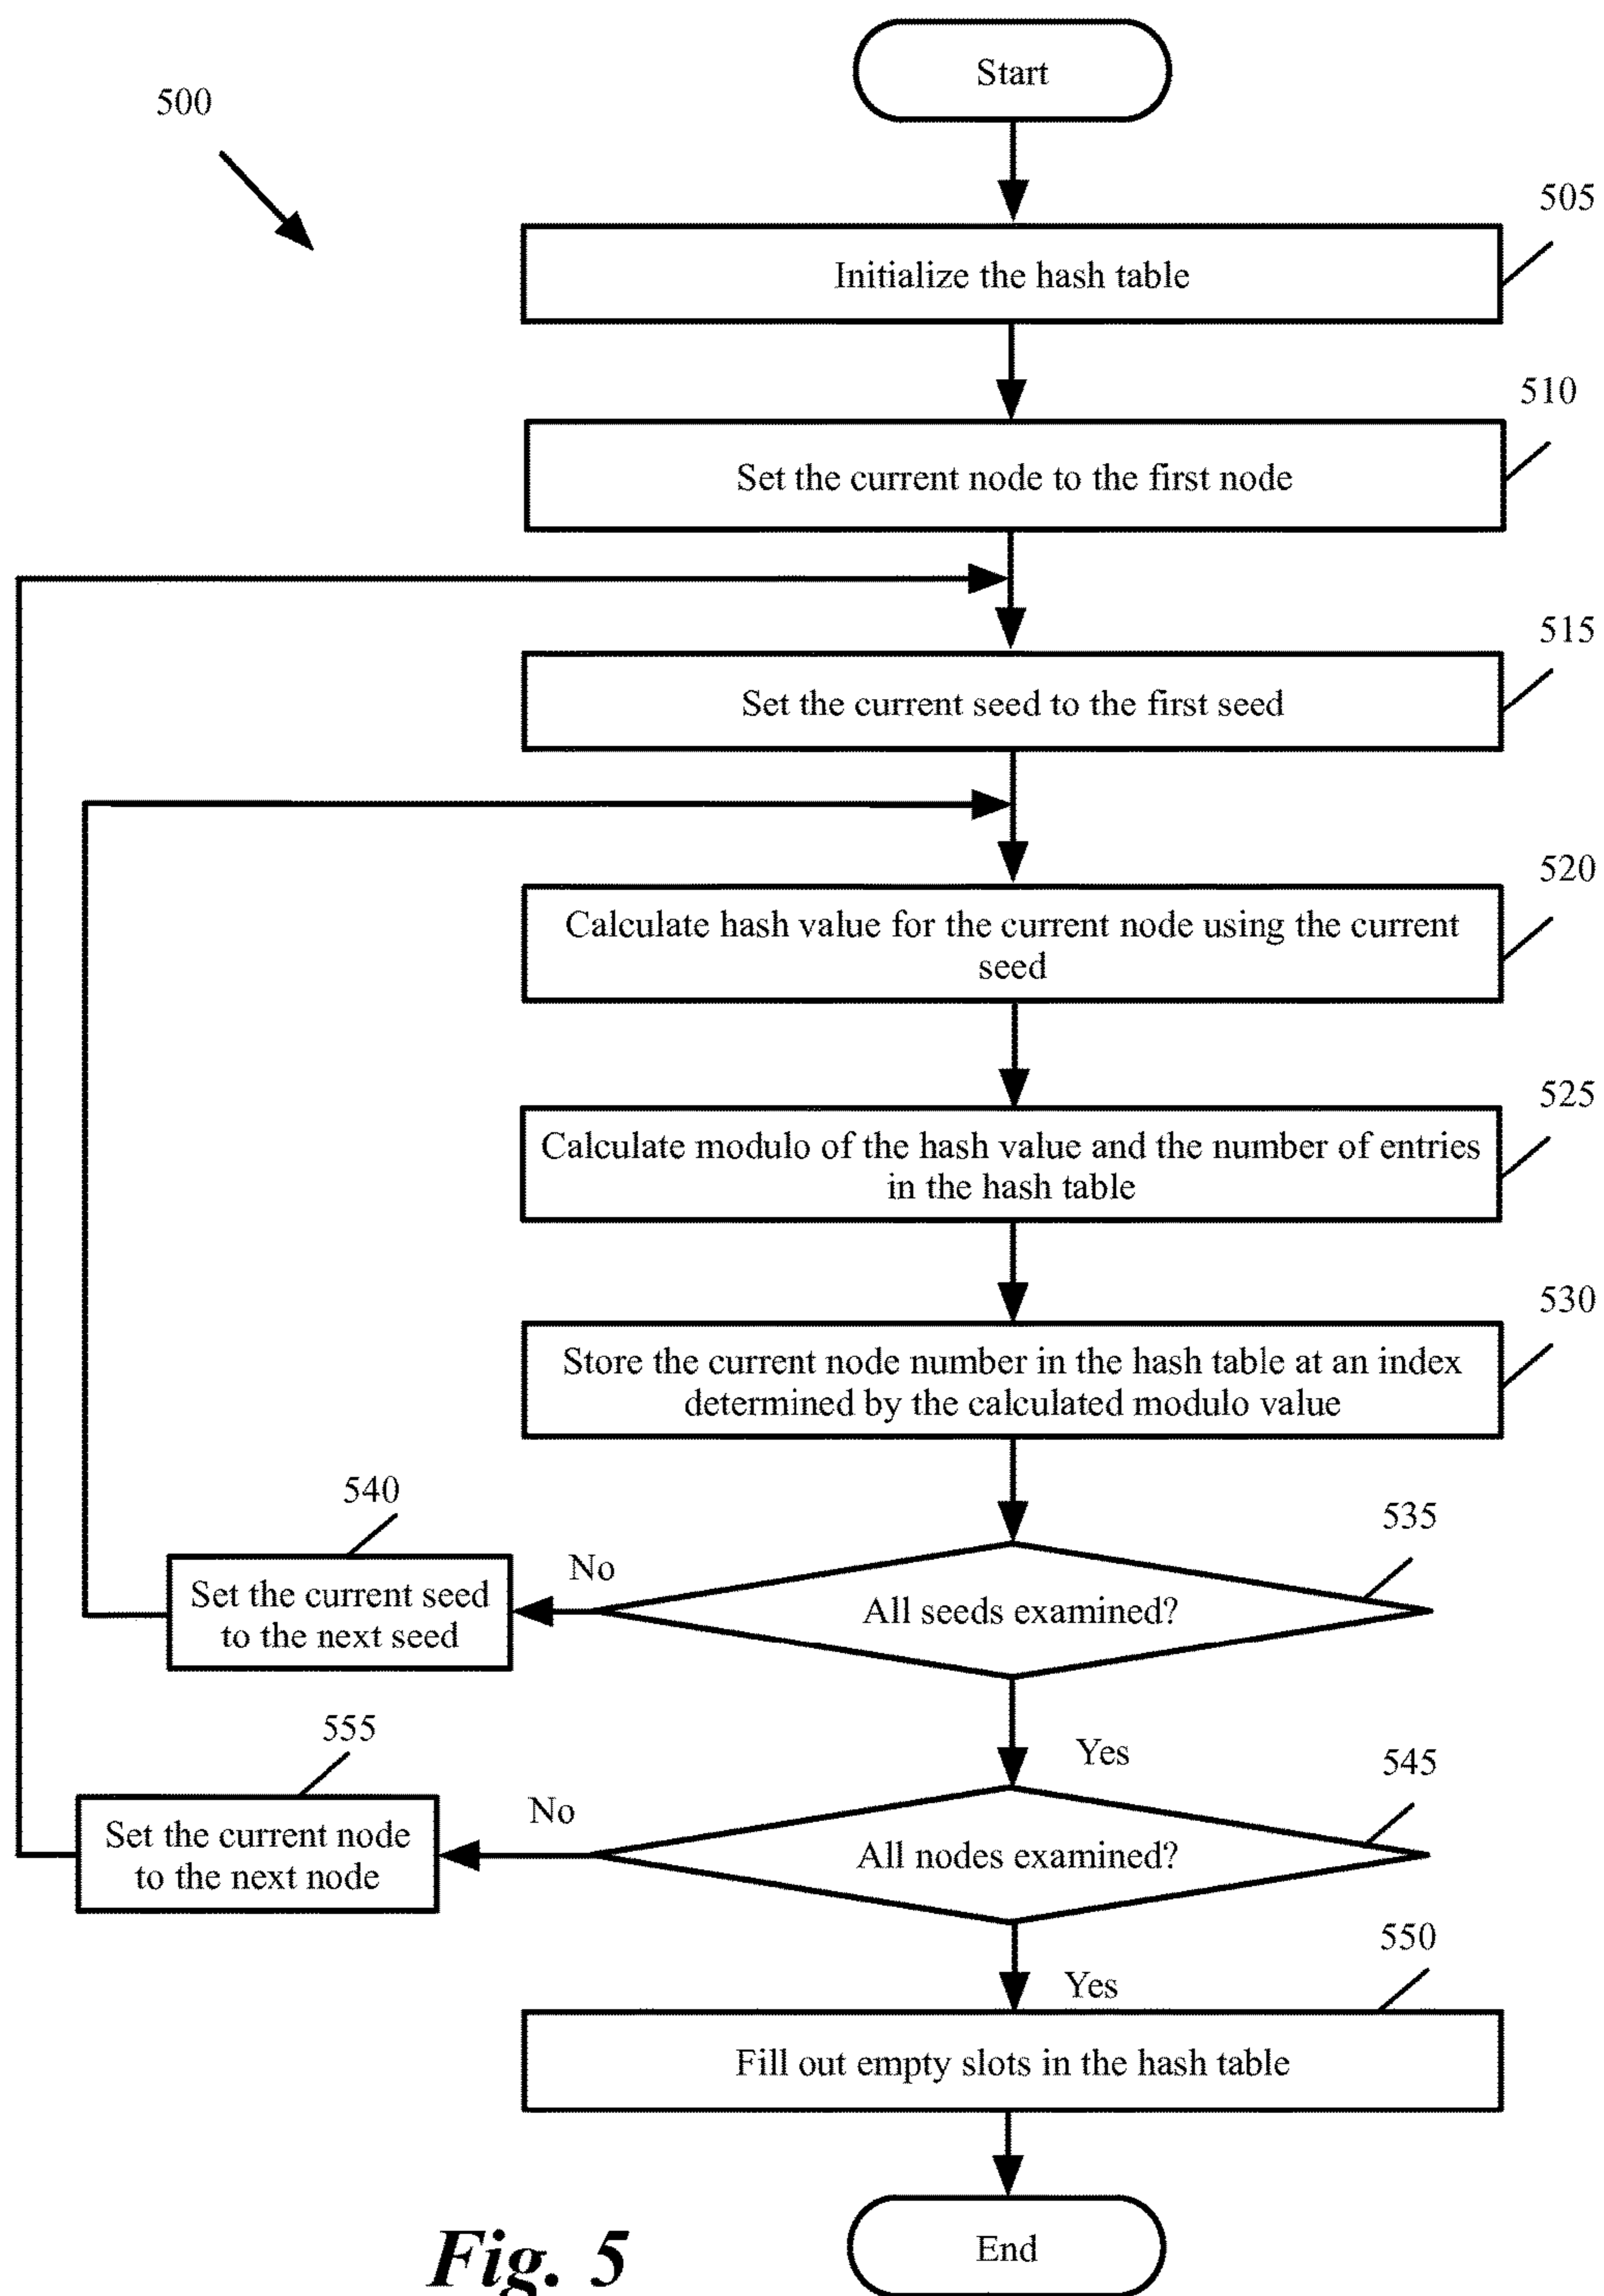 Start
500
505
Initialize the hash table
510
Set the current node to the first node
515
Set the current seed to the first seed
520
Calculate hash value for the current node using the current
seed
525
Calculate modulo of the hash value and the number of entries
in the hash table
530
Store the current node number in the hash table at an index
determined by the calculated modulo value
540
535
No
Set the current seed
to the next seed
All seeds examined?
555
Yes
545
No
Set the current node
to the next node
All nodes examined?
550
Yes
Fill out empty slots in the hash table
End
Fig. 5